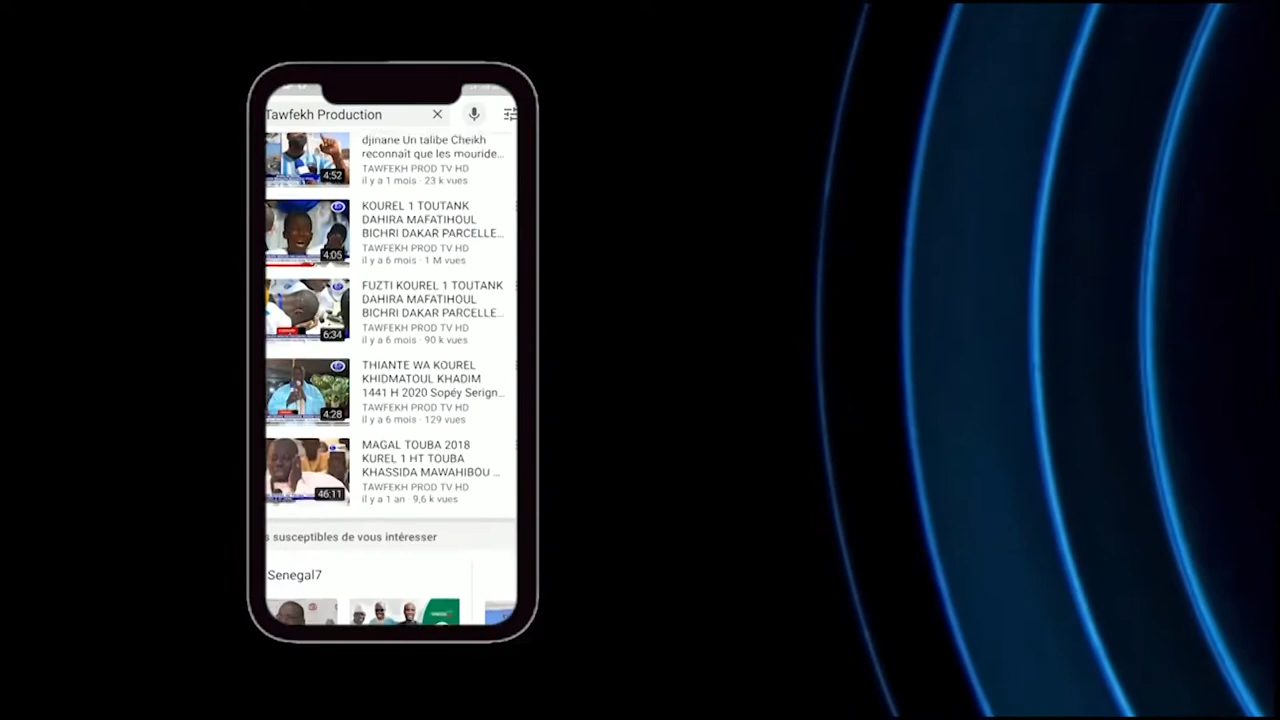 Tawfekh Production
djinane Un talibe Cheikh
reconnaît que les mouride...
TAWFEKH PROD TV HD
il y a 1 mois · 23 k vues
4:52
KOUREL 1 TOUTANK
DAHIRA MAFATIHOUL
BICHRI DAKAR PARCELLE...
TAWFEKH PROD TV HD
il y a 6 mois · 1 M vues
4:05
FUZTI KOUREL 1 TOUTANK
DAHIRA MAFATIHOUL
BICHRI DAKAR PARCELLE...
TAWFEKH PROD TV HD
il y a 6 mois · 90 k vues
6:34
THIANTE WA KOUREL
KHIDMATOUL KHADIM
1441 H 2020 Sopéy Serign...
TAWFEKH PROD TV HD
il y a 6 mois · 129 vues
4:28
MAGAL TOUBA 2018
KUREL 1 HT TOUBA
KHASSIDA MAWAHIBOU ...
TAWFEKH PROD TV HD
il y a 1 an · 9,6 k vues
46:11
s susceptibles de vous intéresser
Senegal7